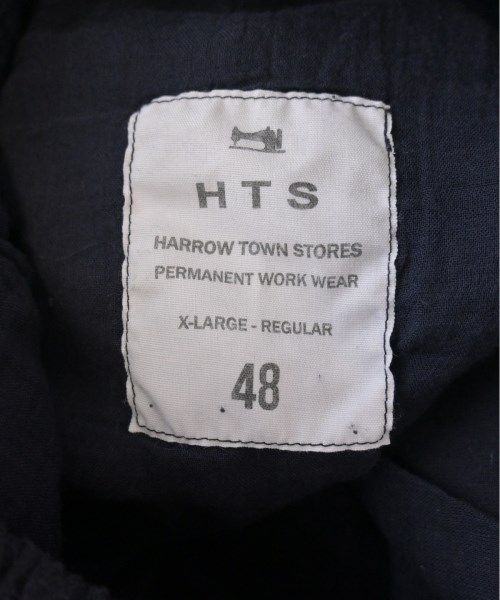 HTS
HARROW TOWN STORES
PERMANENT WORK WEAR
X-LARGE - REGULAR
48